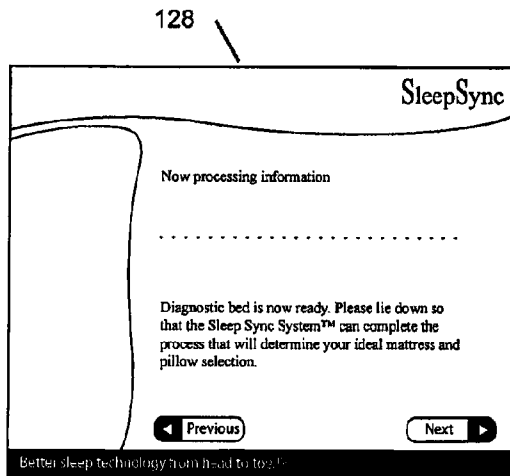 128
SleepSync
Now processing information
Diagnostic bed is now ready. Please lie down so
that the Sleep Sync System™ can complete the
process that will determine your ideal mattress and
pillow selection.
Previous
Next
Better sleep technology from head to toe.